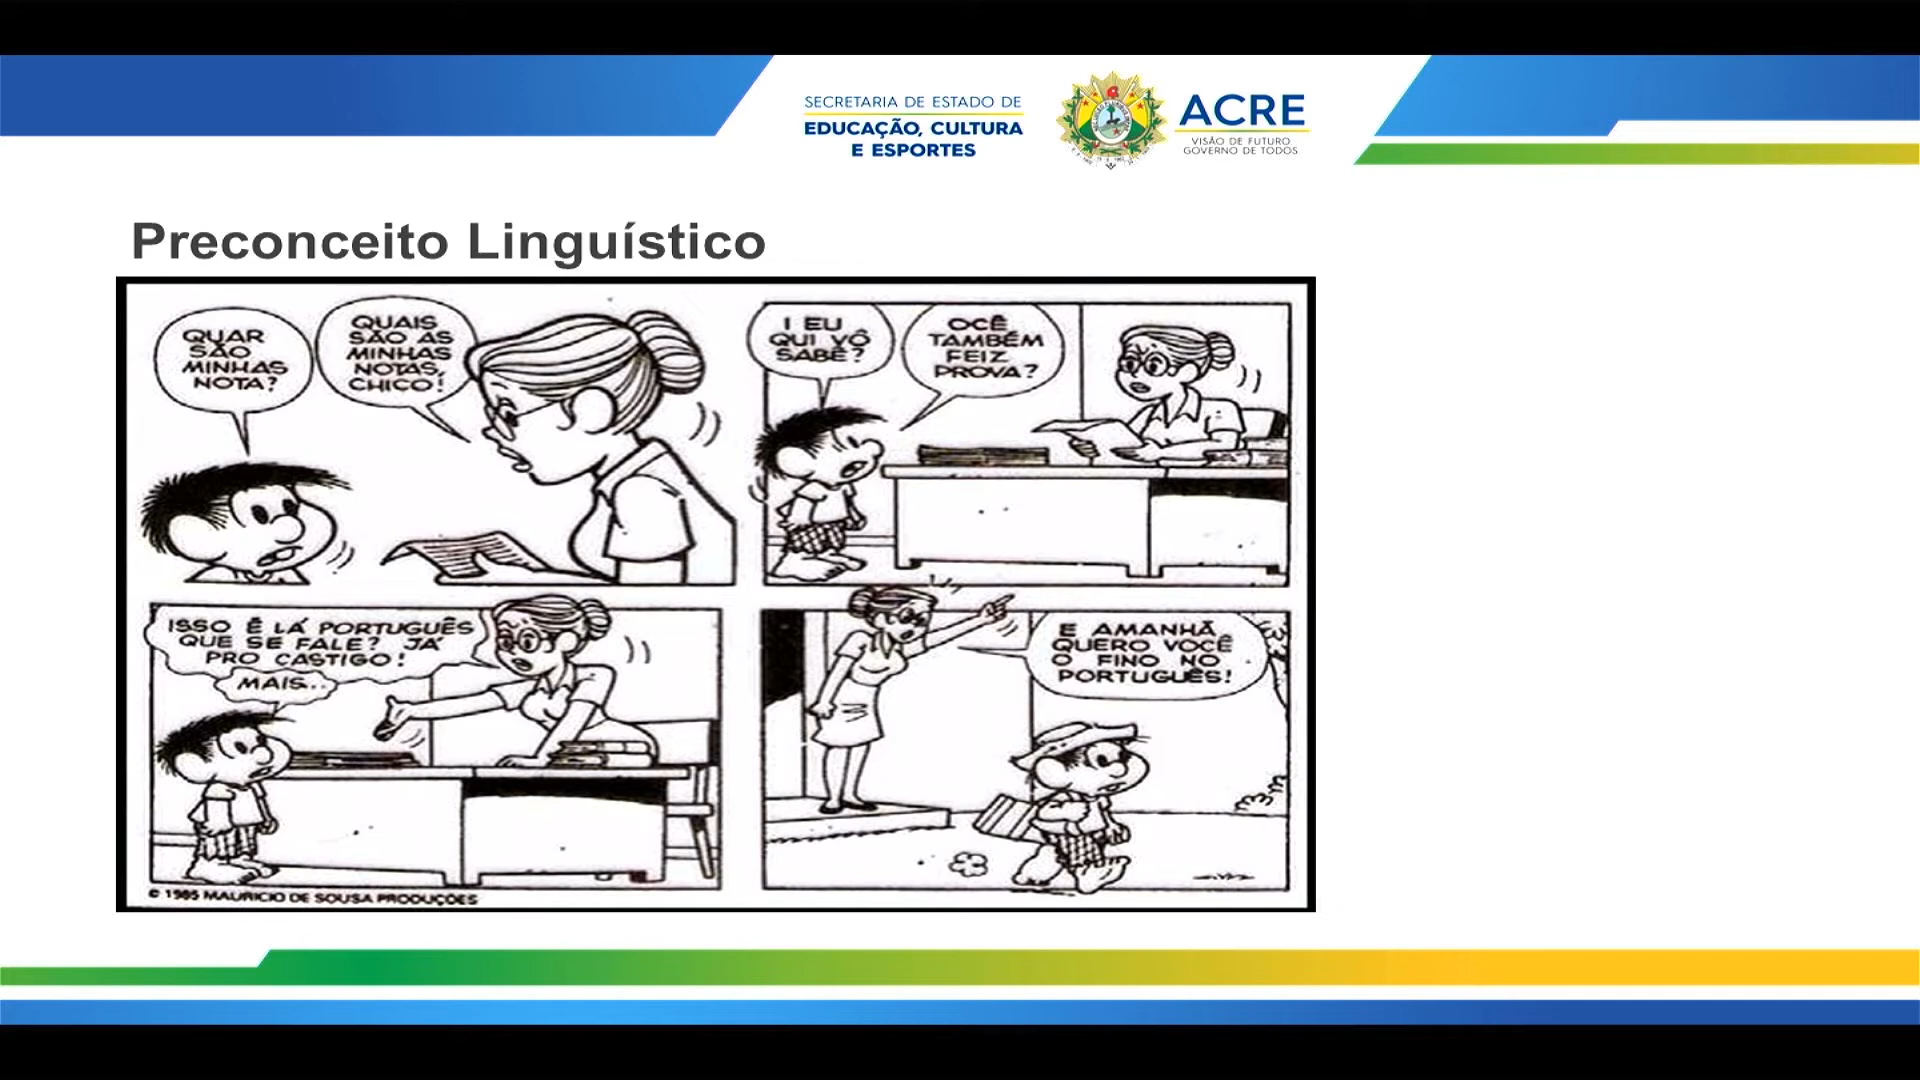 SECRETARIA DE ESTADO DE
EDUCAÇÃO, CULTURA
E ESPORTES
ACRE
VISÃO DE FUTURO
GOVERNO DE TODOS
Preconceito Linguístico
QUAR
SÃO
MINHAS
NOTA?
QUAIS
SÃO AS
MINHAS
NOTAS,
CHICO!
I EU
QUI VÔ
SABÊ?
OCÊ
TAMBÉM
FEIZ
PROVA?
ISSO É LÁ PORTUGUÊS
QUE SE FALE? JÁ
PRO CASTIGO!
MAIS...
E AMANHÃ
QUERO VOCÊ
O FINO NO
PORTUGUÊS!
© 1985 MAURICIO DE SOUSA PRODUÇÕES